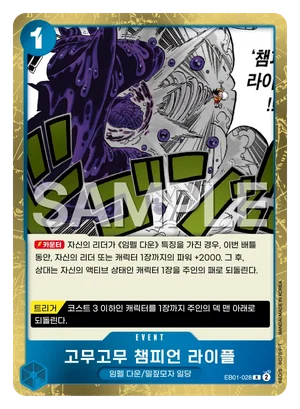 1
'챔
라이
!!
SAMPLE
카운터 자신의 리더가 《임펠 다운》 특징을 가진 경우, 이번 배틀
동안, 자신의 리더 또는 캐릭터 1장까지의 파워 +2000. 그 후,
상대는 자신의 액티브 상태인 캐릭터 1장을 주인의 패로 되돌린다.
트리거 코스트 3 이하인 캐릭터를 1장까지 주인의 덱 맨 아래로
되돌린다.
EVENT
고무고무 챔피언 라이플
임펠 다운/밀짚모자 일당
EB01-028 R 2